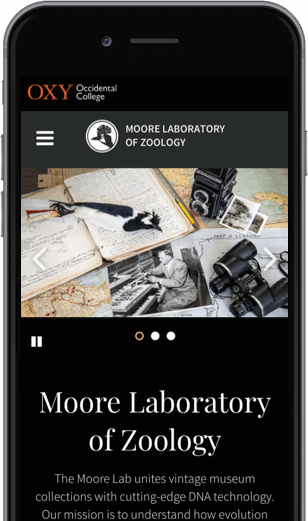 OXY Occidental
College
MOORE LABORATORY
OF ZOOLOGY
Moore Laboratory
of Zoology
The Moore Lab unites vintage museum
collections with cutting-edge DNA technology.
Our mission is to understand how evolution